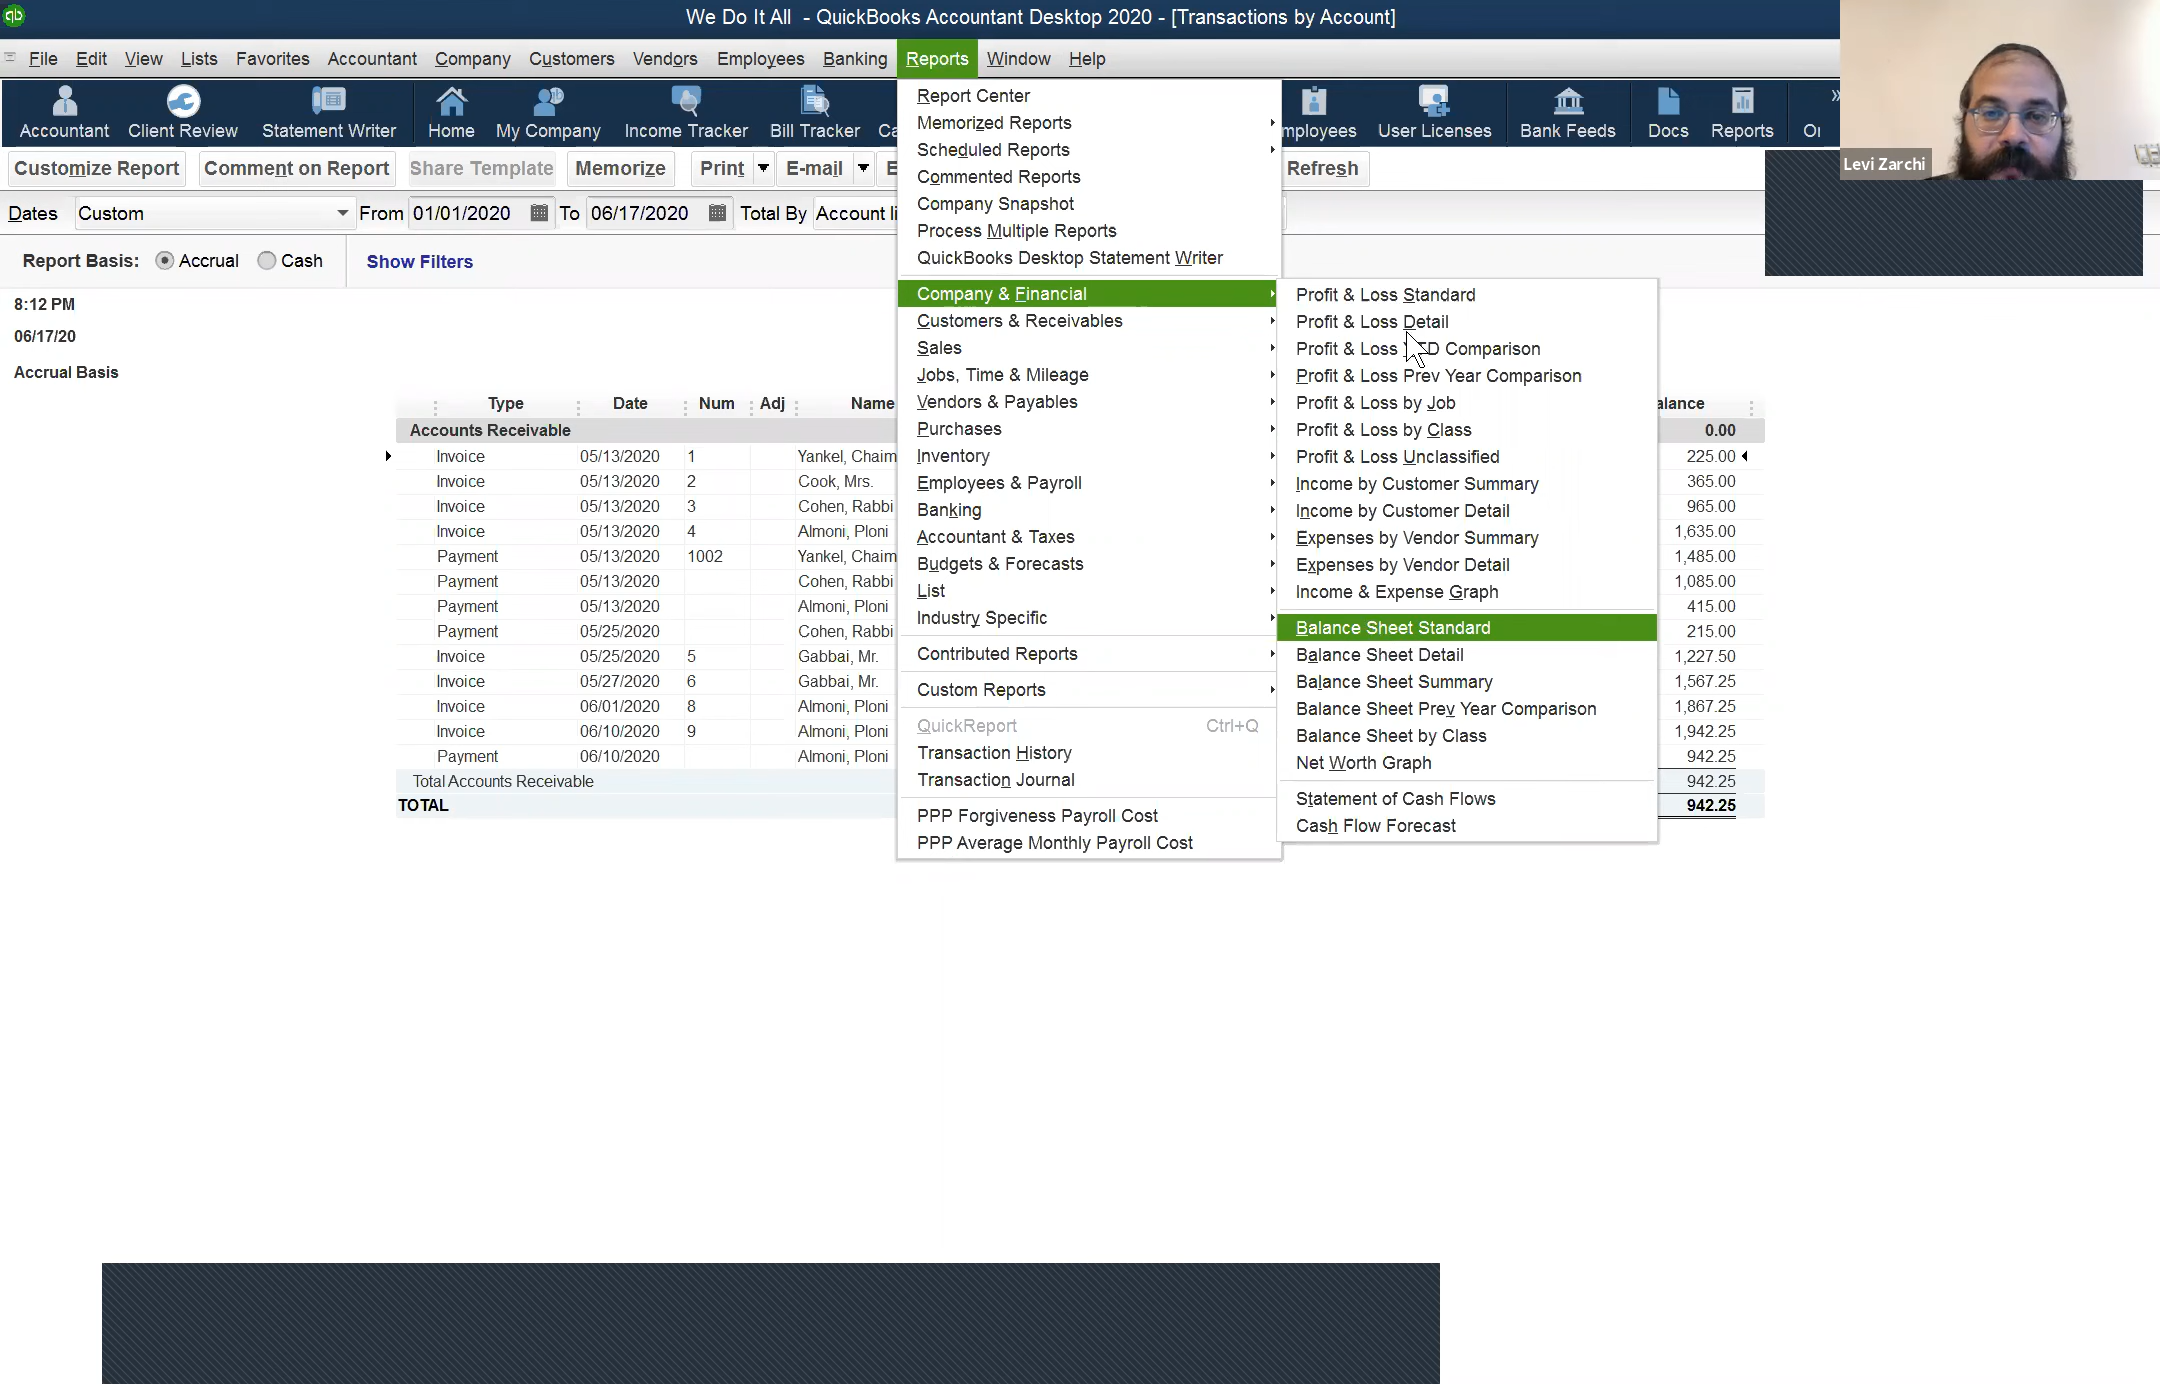 qb
We Do It All - QuickBooks Accountant Desktop 2020 - [Transactions by Account]
File Edit View Lists Favorites Accountant Company Customers Vendors Employees Banking Reports Window Help
Accountant Client Review Statement Writer Home My Company Income Tracker Bill Tracker User Licenses Bank Feeds Docs Reports
Levi Zarchi
Customize Report Comment on Report Share Template Memorize Print E-mail Refresh
Dates Custom From 01/01/2020 To 06/17/2020 Total By Account
Report Basis: Accrual Cash Show Filters
8:12 PM
06/17/20
Accrual Basis
Type Date Num Adj Name
Accounts Receivable 0.00
Invoice 05/13/2020 1 Yankel, Chaim 225.00
Invoice 05/13/2020 2 Cook, Mrs. 365.00
Invoice 05/13/2020 3 Cohen, Rabbi 965.00
Invoice 05/13/2020 4 Almoni, Ploni 1,635.00
Payment 05/13/2020 1002 Yankel, Chaim 1,485.00
Payment 05/13/2020 Cohen, Rabbi 1,085.00
Payment 05/13/2020 Almoni, Ploni 415.00
Payment 05/25/2020 Cohen, Rabbi 215.00
Invoice 05/25/2020 5 Gabbai, Mr. 1,227.50
Invoice 05/27/2020 6 Gabbai, Mr. 1,567.25
Invoice 06/01/2020 8 Almoni, Ploni 1,867.25
Invoice 06/10/2020 9 Almoni, Ploni 1,942.25
Payment 06/10/2020 Almoni, Ploni 942.25
Total Accounts Receivable 942.25
TOTAL 942.25
Report Center
Memorized Reports
Scheduled Reports
Commented Reports
Company Snapshot
Process Multiple Reports
QuickBooks Desktop Statement Writer
Company & Financial
Customers & Receivables
Sales
Jobs, Time & Mileage
Vendors & Payables
Purchases
Inventory
Employees & Payroll
Banking
Accountant & Taxes
Budgets & Forecasts
List
Industry Specific
Contributed Reports
Custom Reports
QuickReport Ctrl+Q
Transaction History
Transaction Journal
PPP Forgiveness Payroll Cost
PPP Average Monthly Payroll Cost
Profit & Loss Standard
Profit & Loss Detail
Profit & Loss Comparison
Profit & Loss Prev Year Comparison
Profit & Loss by Job
Profit & Loss by Class
Profit & Loss Unclassified
Income by Customer Summary
Income by Customer Detail
Expenses by Vendor Summary
Expenses by Vendor Detail
Income & Expense Graph
Balance Sheet Standard
Balance Sheet Detail
Balance Sheet Summary
Balance Sheet Prev Year Comparison
Balance Sheet by Class
Net Worth Graph
Statement of Cash Flows
Cash Flow Forecast